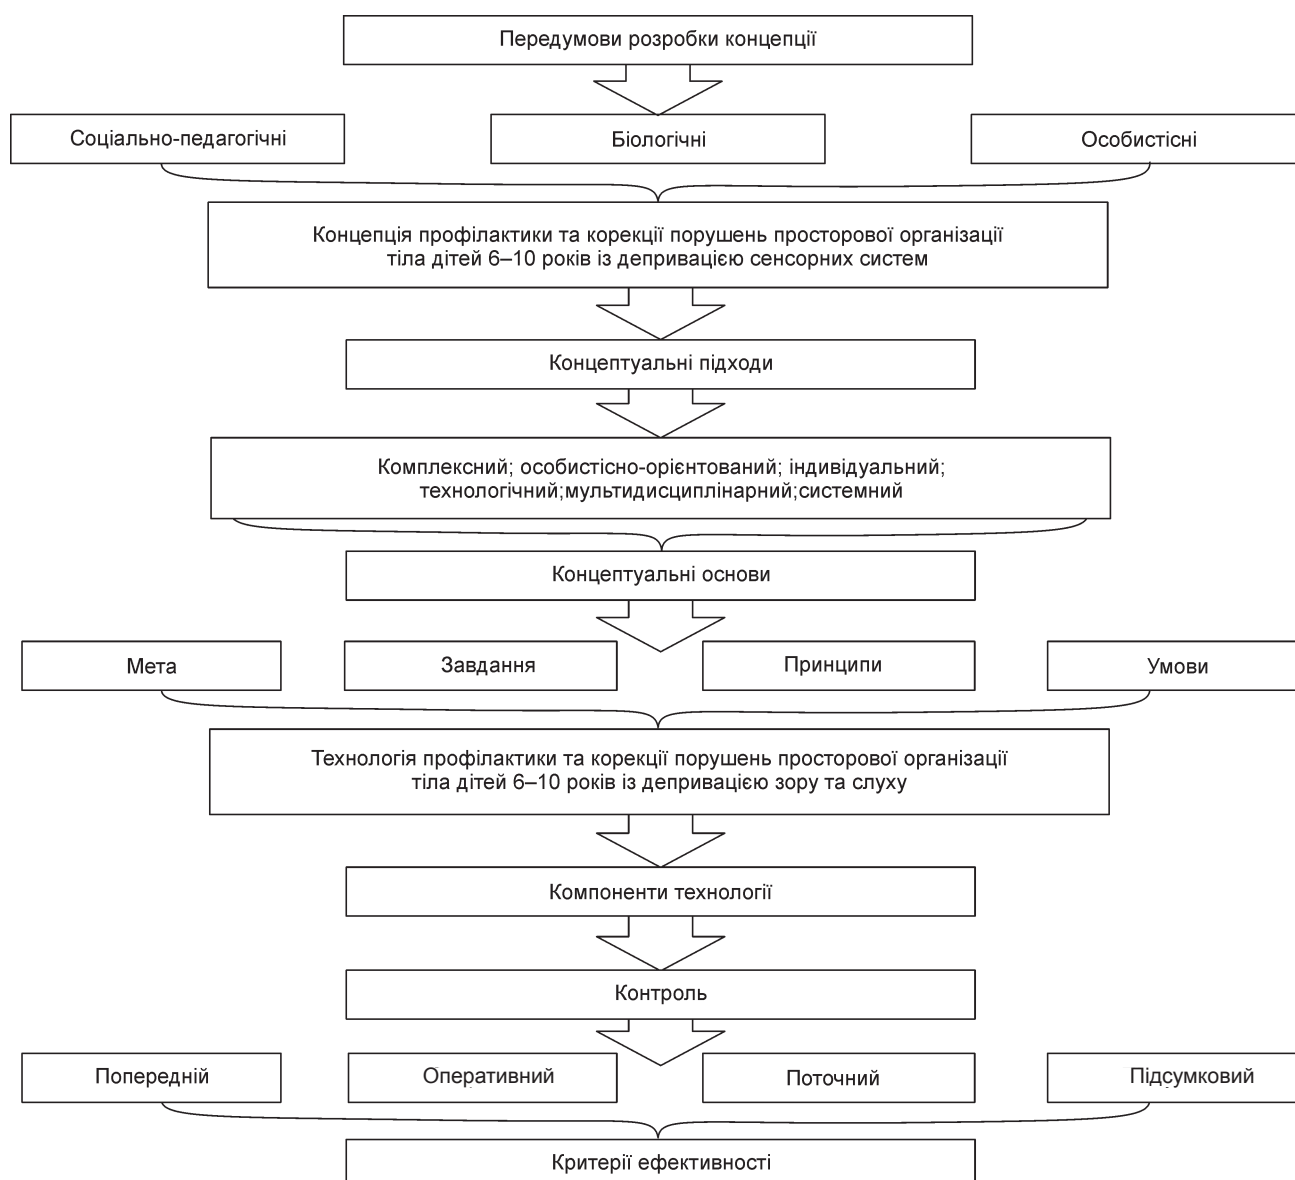 Передумови розробки концепції
Соціально-педагогічні
Біологічні
Особистісні
Концепція профілактики та корекції порушень просторової організації
тіла дітей 6–10 років із депривацією сенсорних систем
Концептуальні підходи
Комплексний; особистісно-орієнтований; індивідуальний;
технологічний;мультидисциплінарний;системний
Концептуальні основи
Мета
Завдання
Принципи
Умови
Технологія профілактики та корекції порушень просторової організації
тіла дітей 6–10 років із депривацією зору та слуху
Компоненти технології
Контроль
Попередній
Оперативний
Поточний
Підсумковий
Критерії ефективності